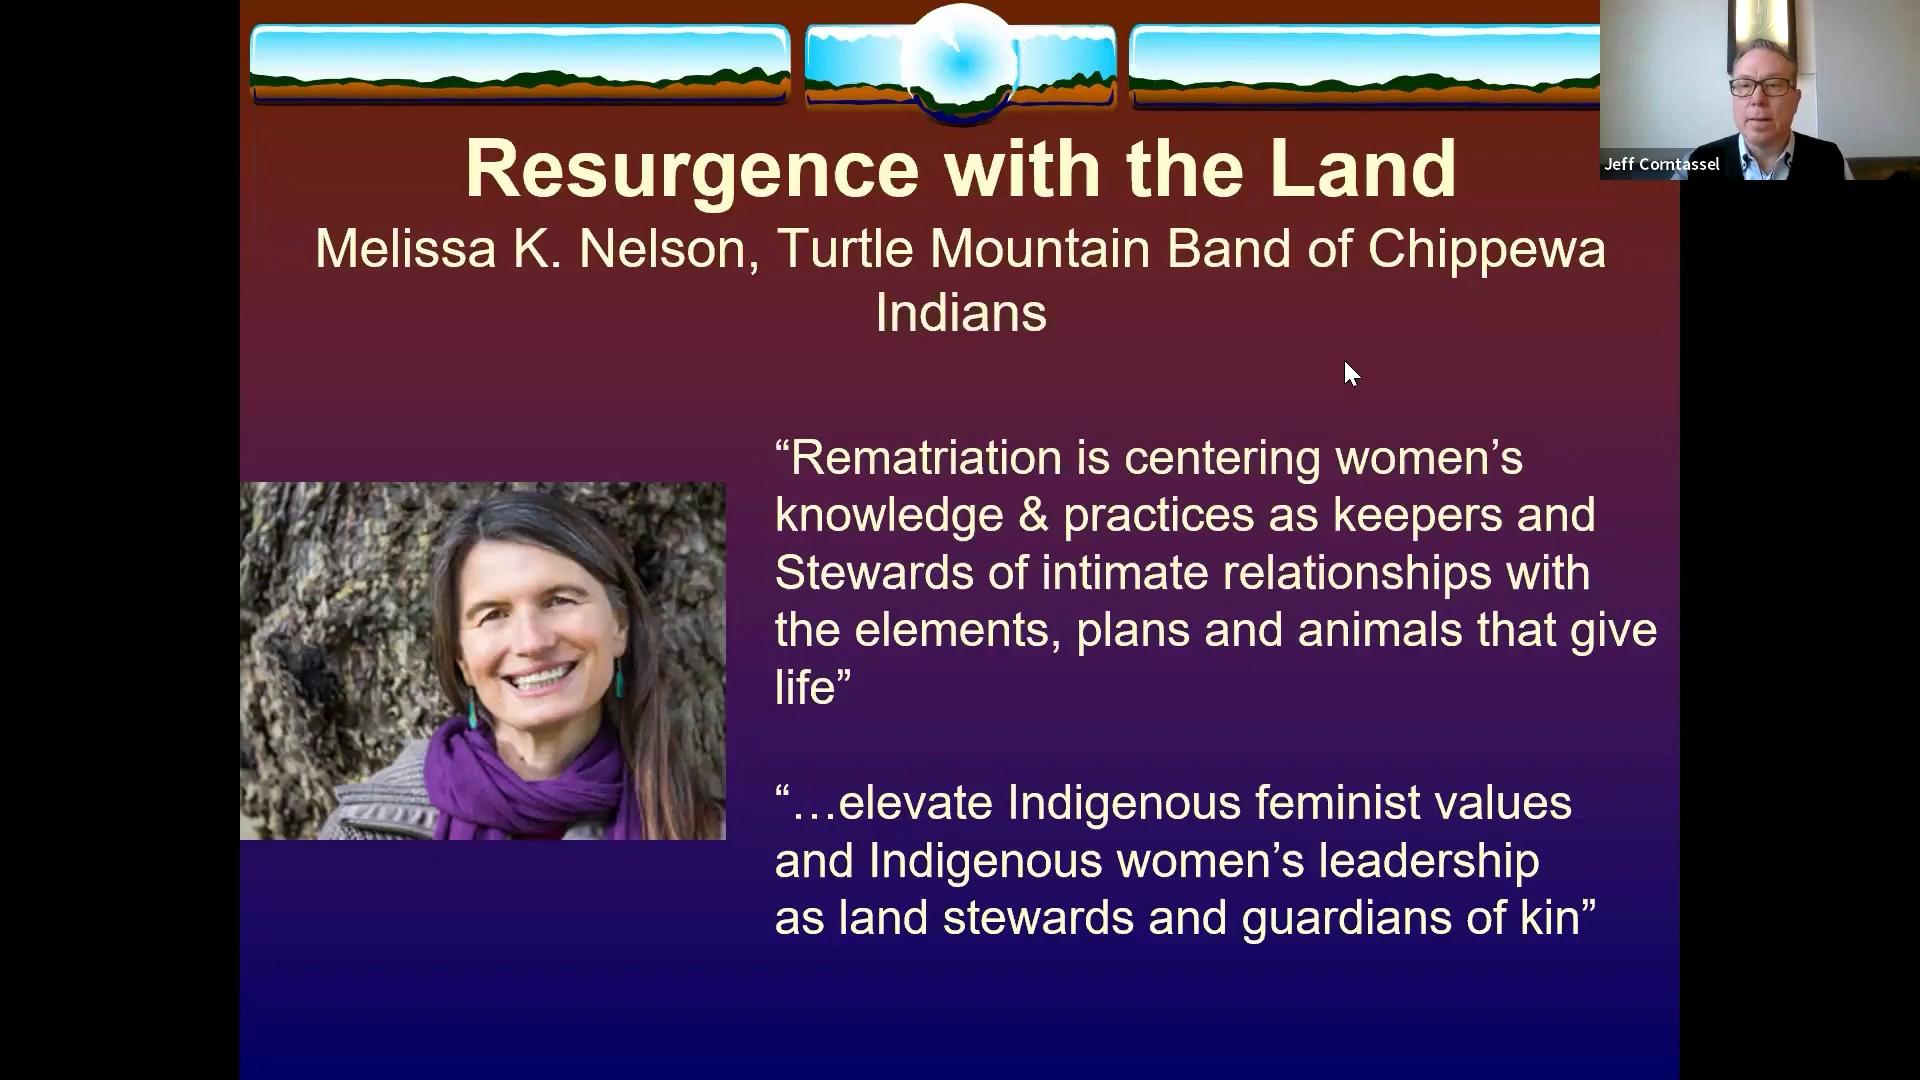 Resurgence with the Land
Melissa K. Nelson, Turtle Mountain Band of Chippewa
Indians
Jeff Corntassel
“Rematriation is centering women’s
knowledge & practices as keepers and
Stewards of intimate relationships with
the elements, plans and animals that give
life”
“…elevate Indigenous feminist values
and Indigenous women’s leadership
as land stewards and guardians of kin”